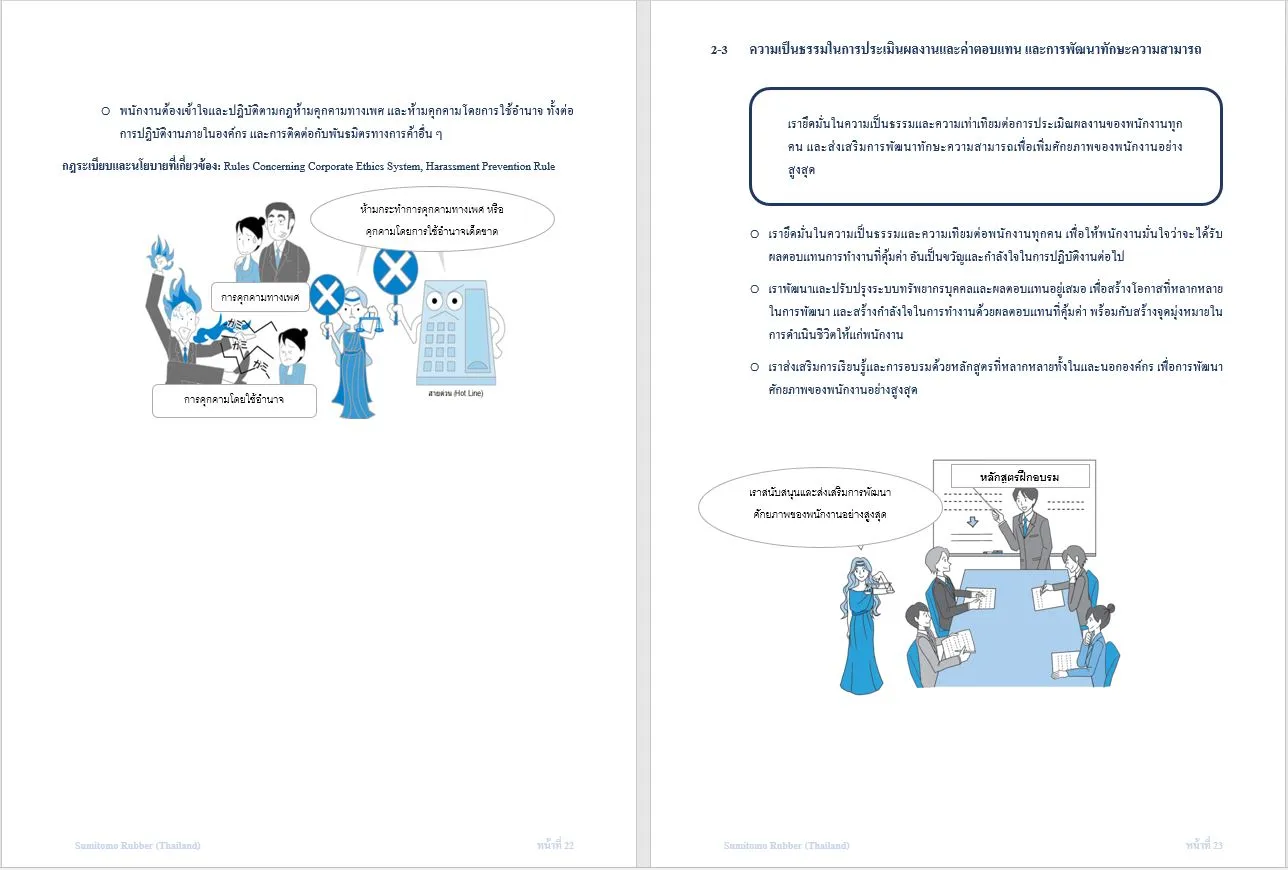 ○ พนักงานต้องเข้าใจและปฏิบัติตามกฎห้ามคุกคามทางเพศ และห้ามคุกคามโดยการใช้อำนาจ ทั้งต่อ
การปฏิบัติงานภายในองค์กร และการติดต่อกับพันธมิตรทางการค้าอื่น ๆ
กฎระเบียบและนโยบายที่เกี่ยวข้อง: Rules Concerning Corporate Ethics System, Harassment Prevention Rule
ห้ามกระทำการคุกคามทางเพศ หรือ
คุกคามโดยการใช้อำนาจเด็ดขาด
การคุกคามทางเพศ
ガミ
ガミ
ガミ
การคุกคามโดยใช้อำนาจ
สายด่วน (Hot Line)
Sumitomo Rubber (Thailand)
หน้าที่ 22
2-3 ความเป็นธรรมในการประเมินผลงานและค่าตอบแทน และการพัฒนาทักษะความสามารถ
เรายึดมั่นในความเป็นธรรมและความเท่าเทียมต่อการประเมิณผลงานของพนักงานทุก
คน และส่งเสริมการพัฒนาทักษะความสามารถเพื่อเพิ่มศักยภาพของพนักงานอย่าง
สูงสุด
○ เรายึดมั่นในความเป็นธรรมและความเทียมต่อพนักงานทุกคน เพื่อให้พนักงานมั่นใจว่าจะได้รับ
ผลตอบแทนการทำงานที่คุ้มค่า อันเป็นขวัญและกำลังใจในการปฏิบัติงานต่อไป
○ เราพัฒนาและปรับปรุงระบบทรัพยากรบุคคลและผลตอบแทนอยู่เสมอ เพื่อสร้างโอกาสที่หลากหลาย
ในการพัฒนา และสร้างกำลังใจในการทำงานด้วยผลตอบแทนที่คุ้มค่า พร้อมกับสร้างจุดมุ่งหมายใน
การดำเนินชีวิตให้แก่พนักงาน
○ เราส่งเสริมการเรียนรู้และการอบรมด้วยหลักสูตรที่หลากหลายทั้งในและนอกองค์กร เพื่อการพัฒนา
ศักยภาพของพนักงานอย่างสูงสุด
หลักสูตรฝึกอบรม
เราสนับสนุนและส่งเสริมการพัฒนา
ศักยภาพของพนักงานอย่างสูงสุด
Sumitomo Rubber (Thailand)
หน้าที่ 23